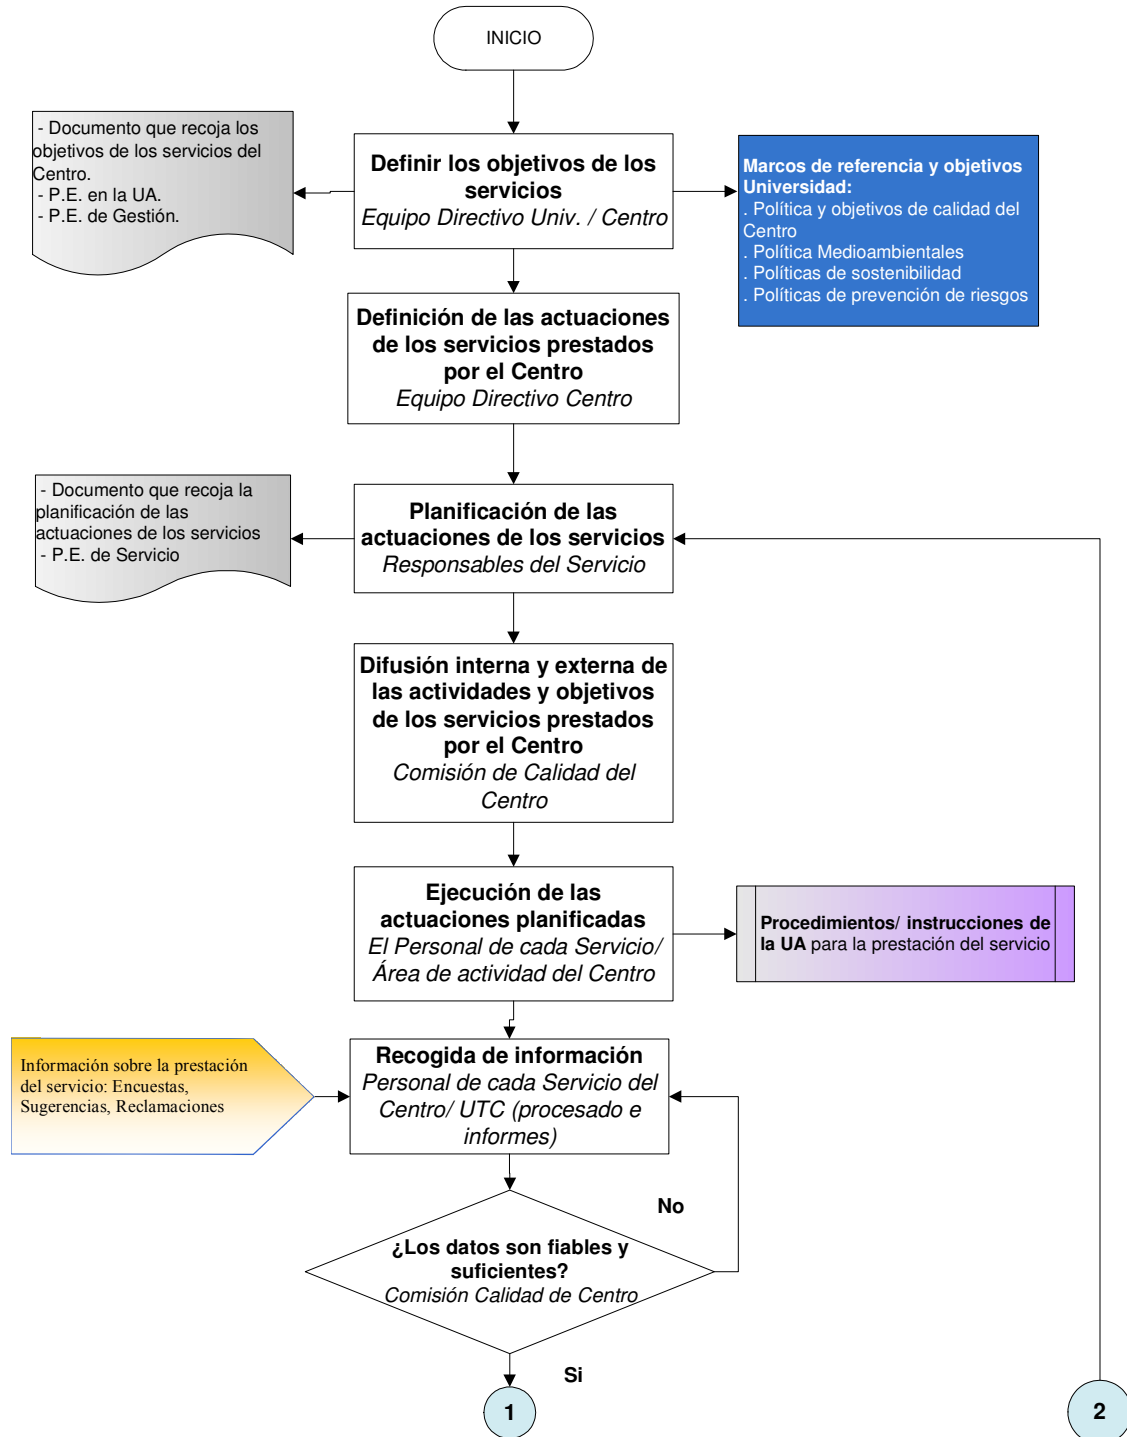 INICIO
- Documento que recoja los
objetivos de los servicios del
Centro.
- P.E. en la UA.
- P.E. de Gestión.
Definir los objetivos de los
servicios
Equipo Directivo Univ. / Centro
Marcos de referencia y objetivos
Universidad:
. Política y objetivos de calidad del
Centro
. Política Medioambientales
. Políticas de sostenibilidad
. Políticas de prevención de riesgos
Definición de las actuaciones
de los servicios prestados
por el Centro
Equipo Directivo Centro
- Documento que recoja la
planificación de las
actuaciones de los servicios
- P.E. de Servicio
Planificación de las
actuaciones de los servicios
Responsables del Servicio
Difusión interna y externa de
las actividades y objetivos
de los servicios prestados
por el Centro
Comisión de Calidad del
Centro
Ejecución de las
actuaciones planificadas
El Personal de cada Servicio/
Área de actividad del Centro
Procedimientos/ instrucciones de
la UA para la prestación del servicio
Información sobre la prestación
del servicio: Encuestas,
Sugerencias, Reclamaciones
Recogida de información
Personal de cada Servicio del
Centro/ UTC (procesado e
informes)
No
¿Los datos son fiables y
suficientes?
Comisión Calidad de Centro
Si
1
2